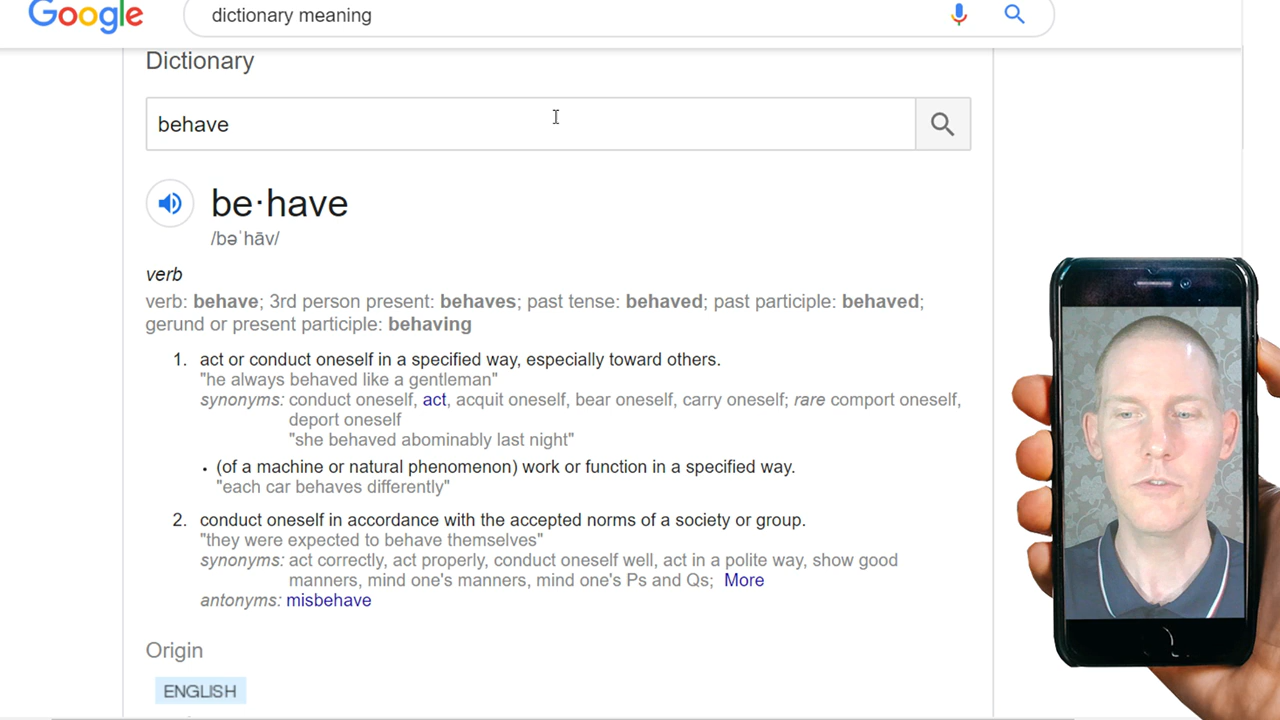 Google dictionary meaning
Dictionary
behave
be·have
/bəˈhāv/
verb
verb: behave; 3rd person present: behaves; past tense: behaved; past participle: behaved;
gerund or present participle: behaving
1. act or conduct oneself in a specified way, especially toward others.
"he always behaved like a gentleman"
synonyms: conduct oneself, act, acquit oneself, bear oneself, carry oneself; rare comport oneself,
deport oneself
"she behaved abominably last night"
• (of a machine or natural phenomenon) work or function in a specified way.
"each car behaves differently"
2. conduct oneself in accordance with the accepted norms of a society or group.
"they were expected to behave themselves"
synonyms: act correctly, act properly, conduct oneself well, act in a polite way, show good
manners, mind one's manners, mind one's Ps and Qs; More
antonyms: misbehave
Origin
ENGLISH